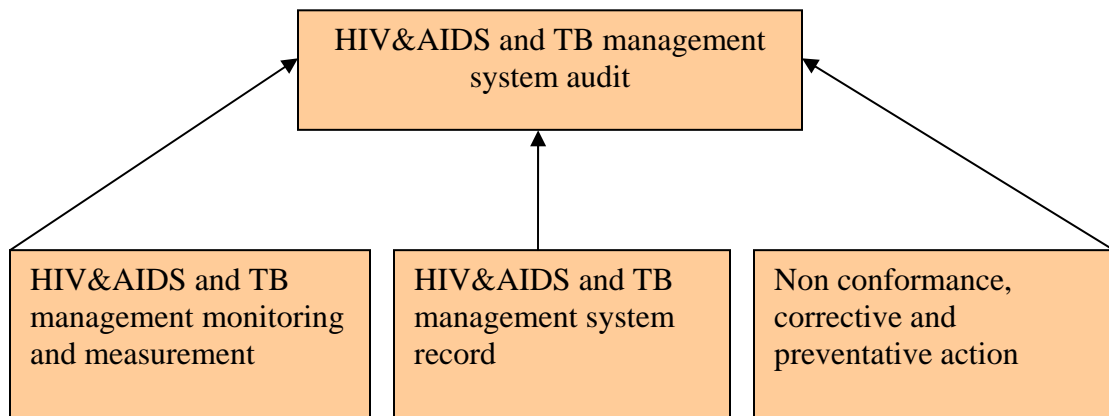 HIV&AIDS and TB management
system audit
HIV&AIDS and TB
management monitoring
and measurement
HIV&AIDS and TB
management system
record
Non conformance,
corrective and
preventative action